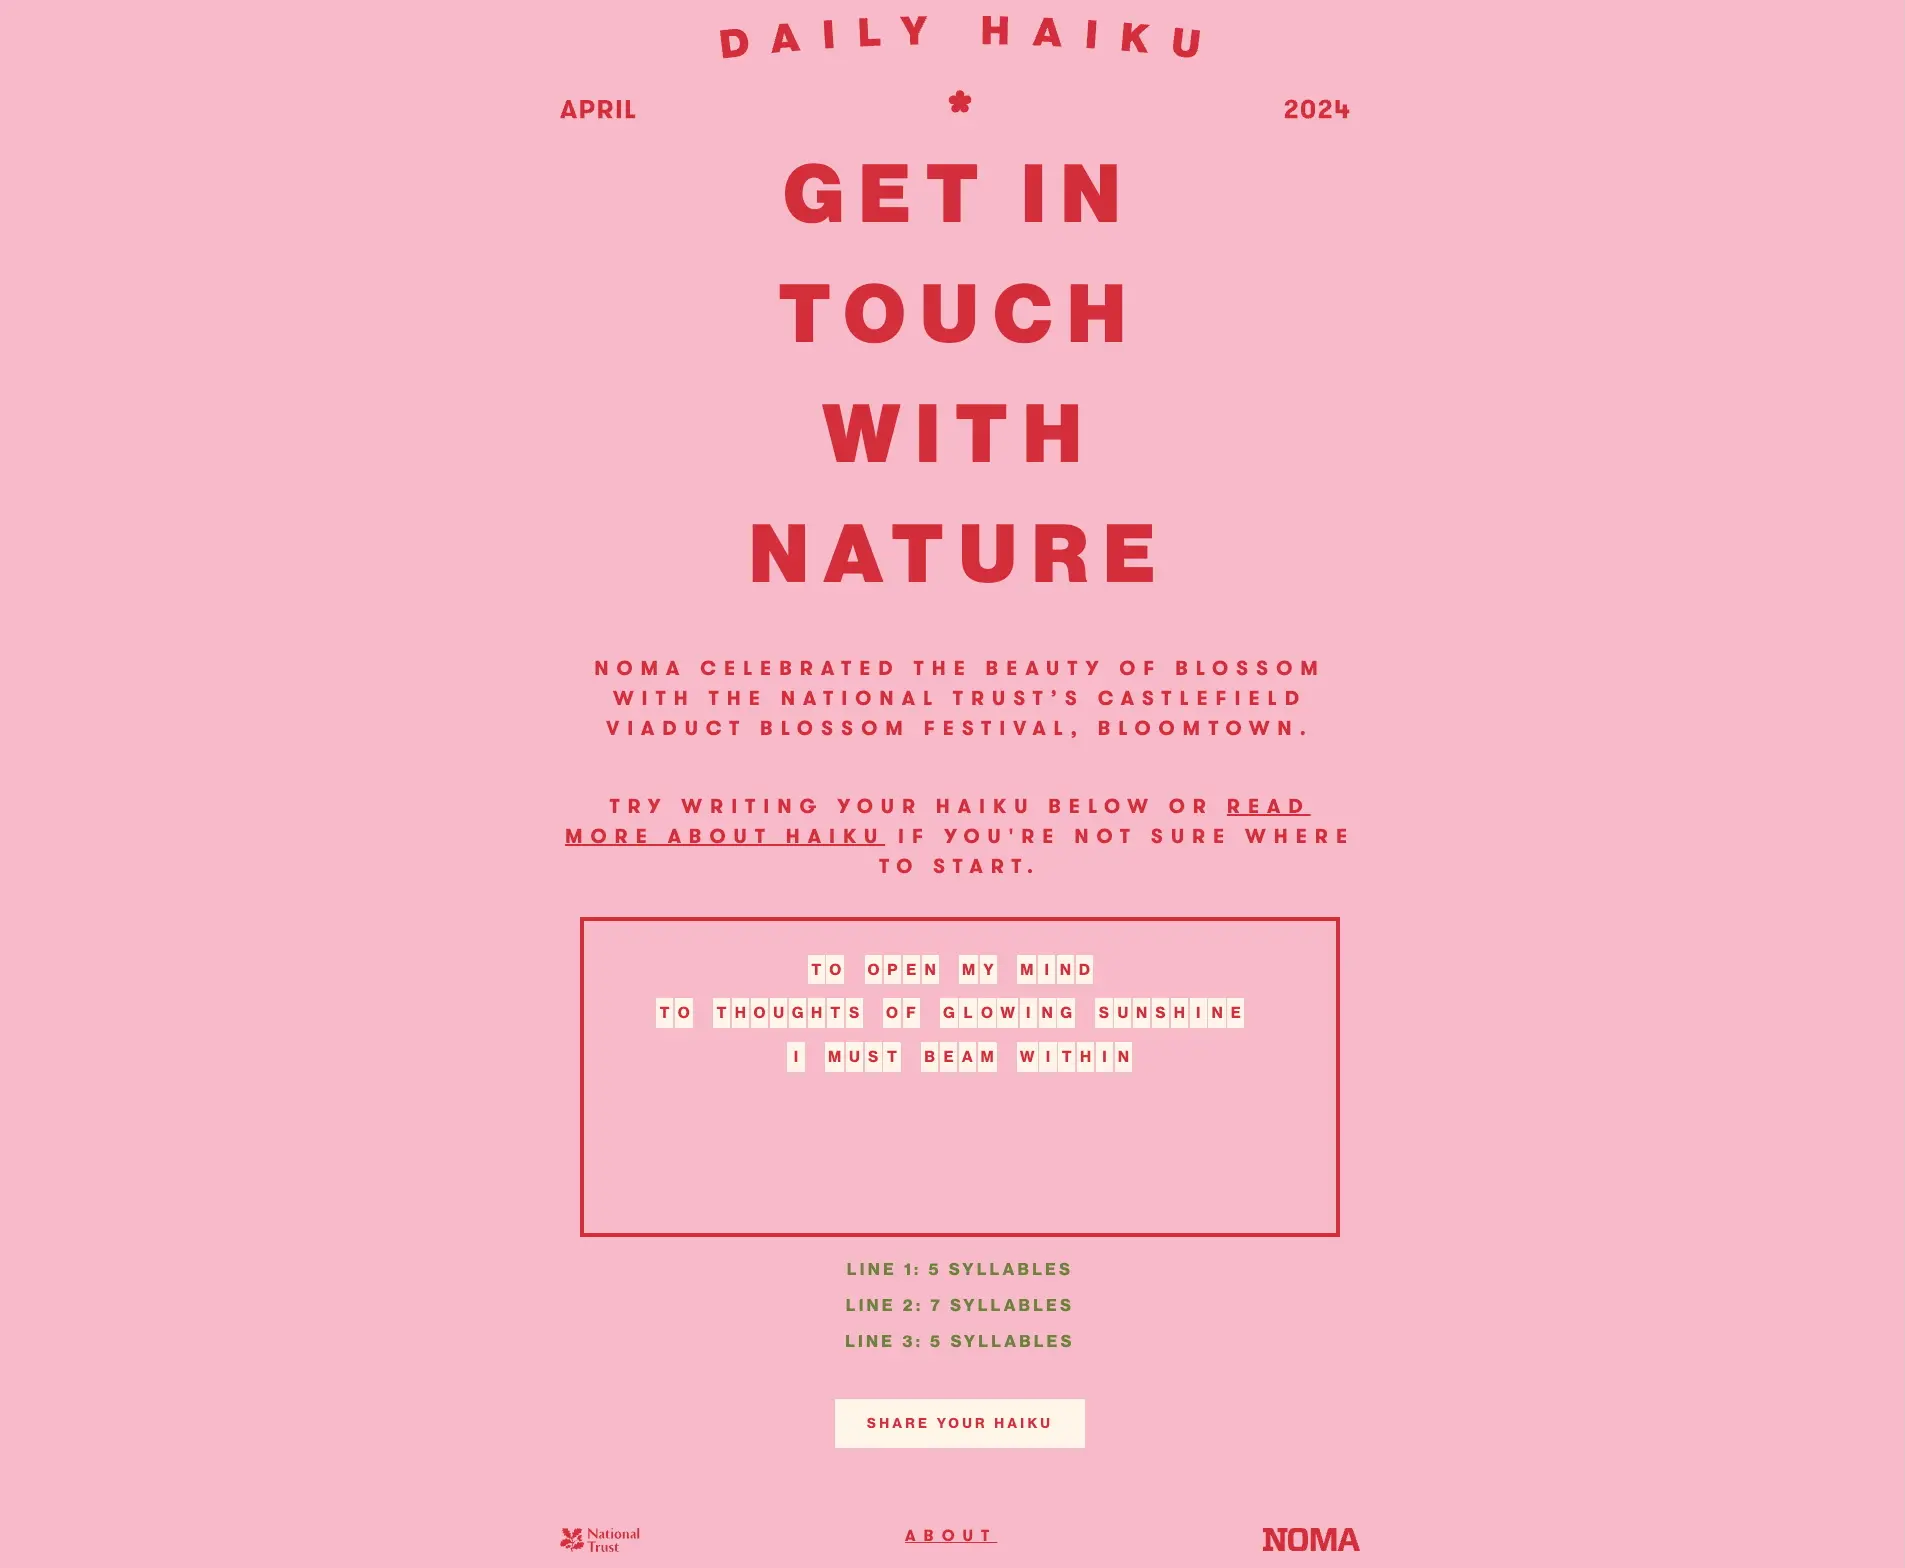 DAILY HAIKU
APRIL
2024
GET IN
TOUCH
WITH
NATURE
NOMA CELEBRATED THE BEAUTY OF BLOSSOM
WITH THE NATIONAL TRUST’S CASTLEFIELD
VIADUCT BLOSSOM FESTIVAL, BLOOMTOWN.
TRY WRITING YOUR HAIKU BELOW OR READ
MORE ABOUT HAIKU IF YOU'RE NOT SURE WHERE
TO START.
TO OPEN MY MIND
TO THOUGHTS OF GLOWING SUNSHINE
I MUST BEAM WITHIN
LINE 1: 5 SYLLABLES
LINE 2: 7 SYLLABLES
LINE 3: 5 SYLLABLES
SHARE YOUR HAIKU
National
Trust
ABOUT
NOMA